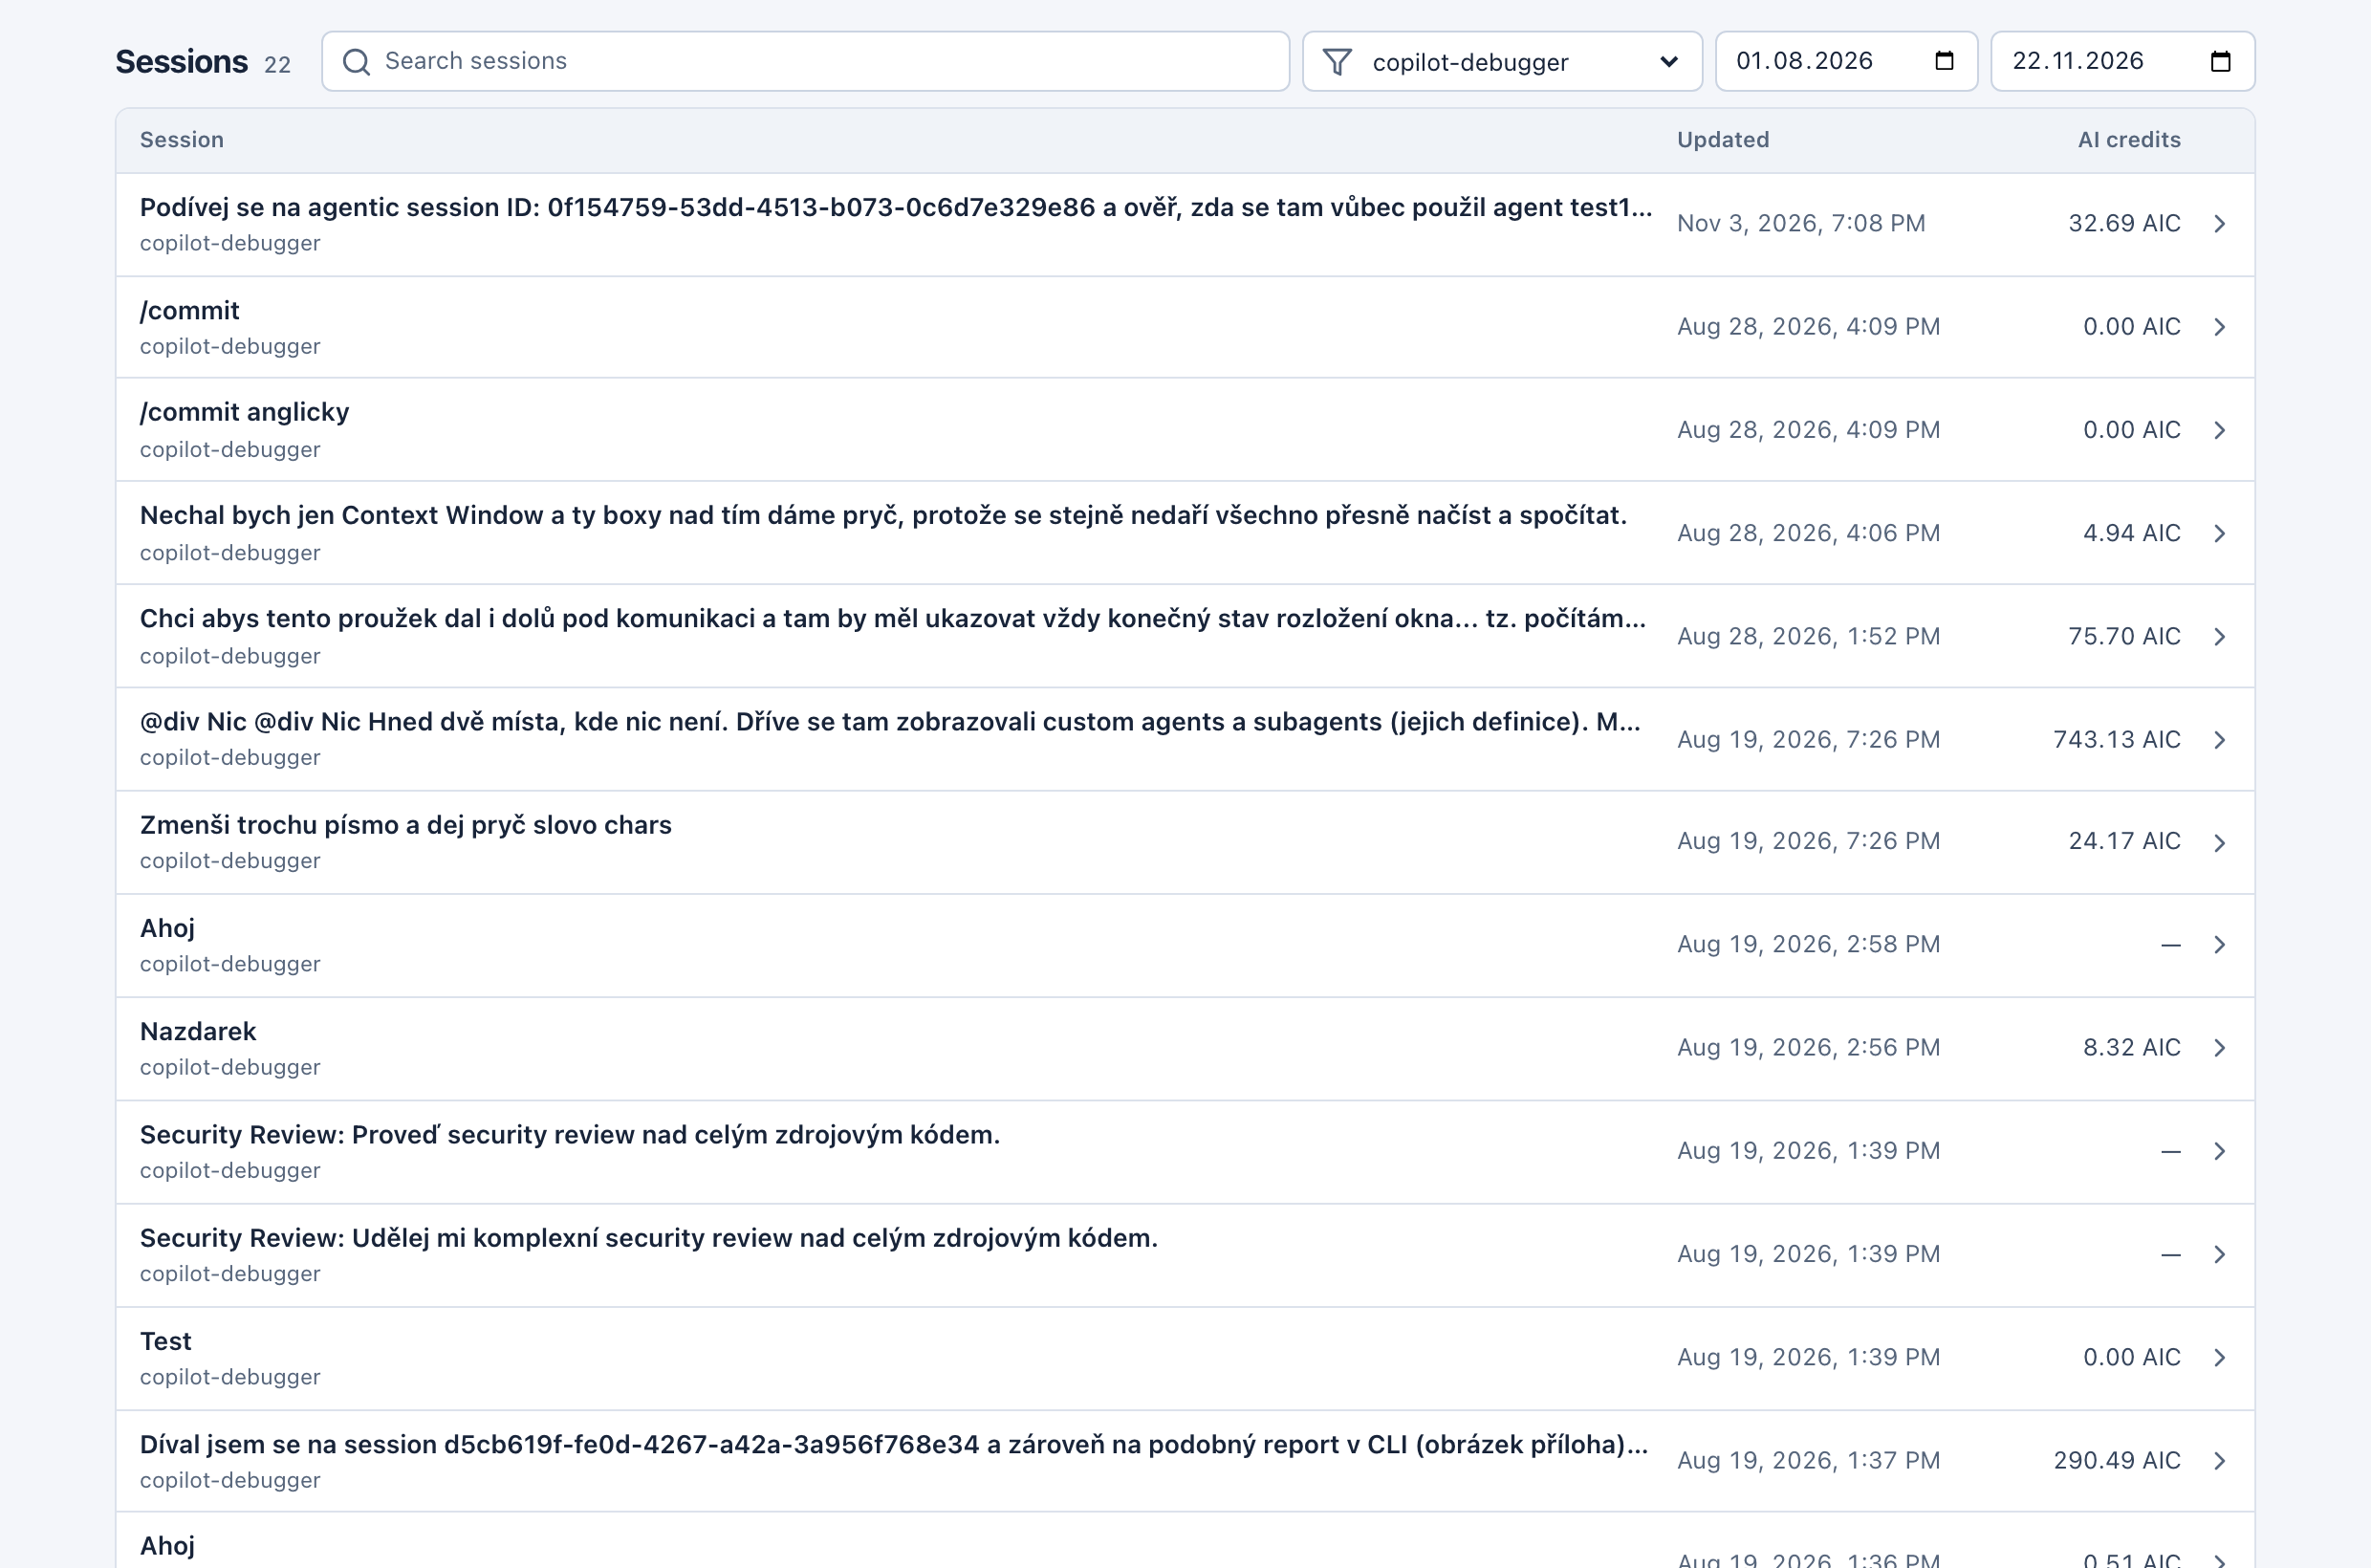 Sessions 22
Search sessions
copilot-debugger
01.08.2026
22.11.2026
Session Updated AI credits
Podívej se na agentic session ID: 0f154759-53dd-4513-b073-0c6d7e329e86 a ověř, zda se tam vůbec použil agent test1...
copilot-debugger
Nov 3, 2026, 7:08 PM
32.69 AIC
/commit
copilot-debugger
Aug 28, 2026, 4:09 PM
0.00 AIC
/commit anglicky
copilot-debugger
Aug 28, 2026, 4:09 PM
0.00 AIC
Nechal bych jen Context Window a ty boxy nad tím dáme pryč, protože se stejně nedaří všechno přesně načíst a spočítat.
copilot-debugger
Aug 28, 2026, 4:06 PM
4.94 AIC
Chci abys tento proužek dal i dolů pod komunikaci a tam by měl ukazovat vždy konečný stav rozložení okna... tz. počítám...
copilot-debugger
Aug 28, 2026, 1:52 PM
75.70 AIC
@div Nic @div Nic Hned dvě místa, kde nic není. Dříve se tam zobrazovali custom agents a subagents (jejich definice). M...
copilot-debugger
Aug 19, 2026, 7:26 PM
743.13 AIC
Zmenši trochu písmo a dej pryč slovo chars
copilot-debugger
Aug 19, 2026, 7:26 PM
24.17 AIC
Ahoj
copilot-debugger
Aug 19, 2026, 2:58 PM
—
Nazdarek
copilot-debugger
Aug 19, 2026, 2:56 PM
8.32 AIC
Security Review: Proveď security review nad celým zdrojovým kódem.
copilot-debugger
Aug 19, 2026, 1:39 PM
—
Security Review: Udělej mi komplexní security review nad celým zdrojovým kódem.
copilot-debugger
Aug 19, 2026, 1:39 PM
—
Test
copilot-debugger
Aug 19, 2026, 1:39 PM
0.00 AIC
Díval jsem se na session d5cb619f-fe0d-4267-a42a-3a956f768e34 a zároveň na podobný report v CLI (obrázek příloha)...
copilot-debugger
Aug 19, 2026, 1:37 PM
290.49 AIC
Ahoj
Aug 19, 2026, 1:36 PM
0.51 AIC